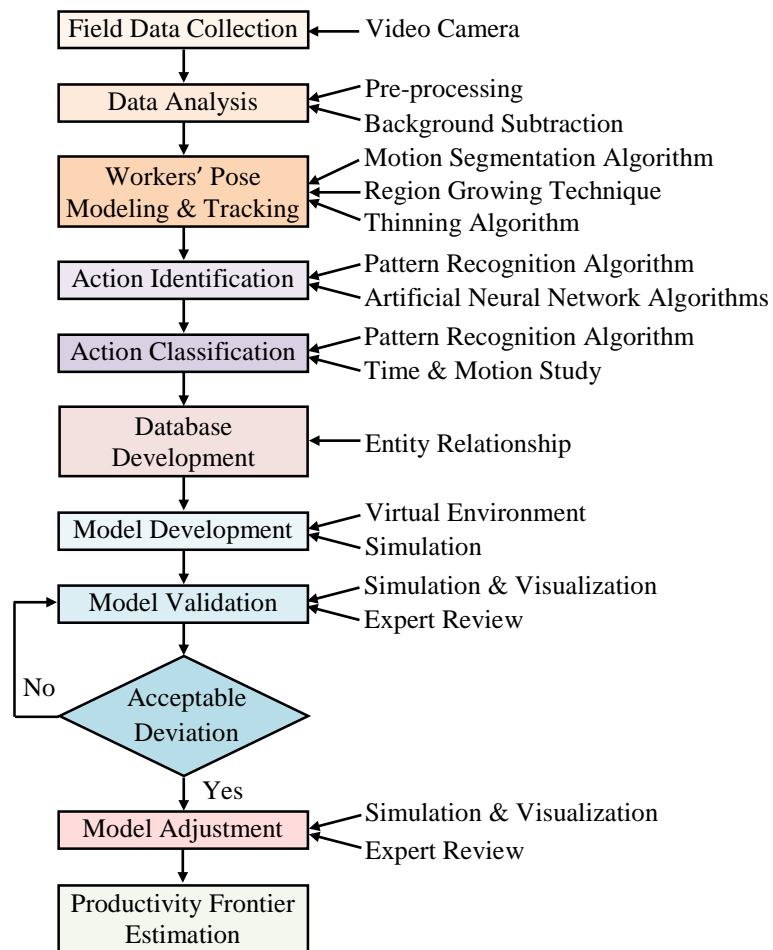 Field Data Collection
Video Camera
Data Analysis
Pre-processing
Background Subtraction
Workers' Pose
Modeling & Tracking
Motion Segmentation Algorithm
Region Growing Technique
Thinning Algorithm
Action Identification
Pattern Recognition Algorithm
Artificial Neural Network Algorithms
Action Classification
Pattern Recognition Algorithm
Time & Motion Study
Database
Development
Entity Relationship
Model Development
Virtual Environment
Simulation
Model Validation
Simulation & Visualization
Expert Review
No
Acceptable
Deviation
Yes
Model Adjustment
Simulation & Visualization
Expert Review
Productivity Frontier
Estimation